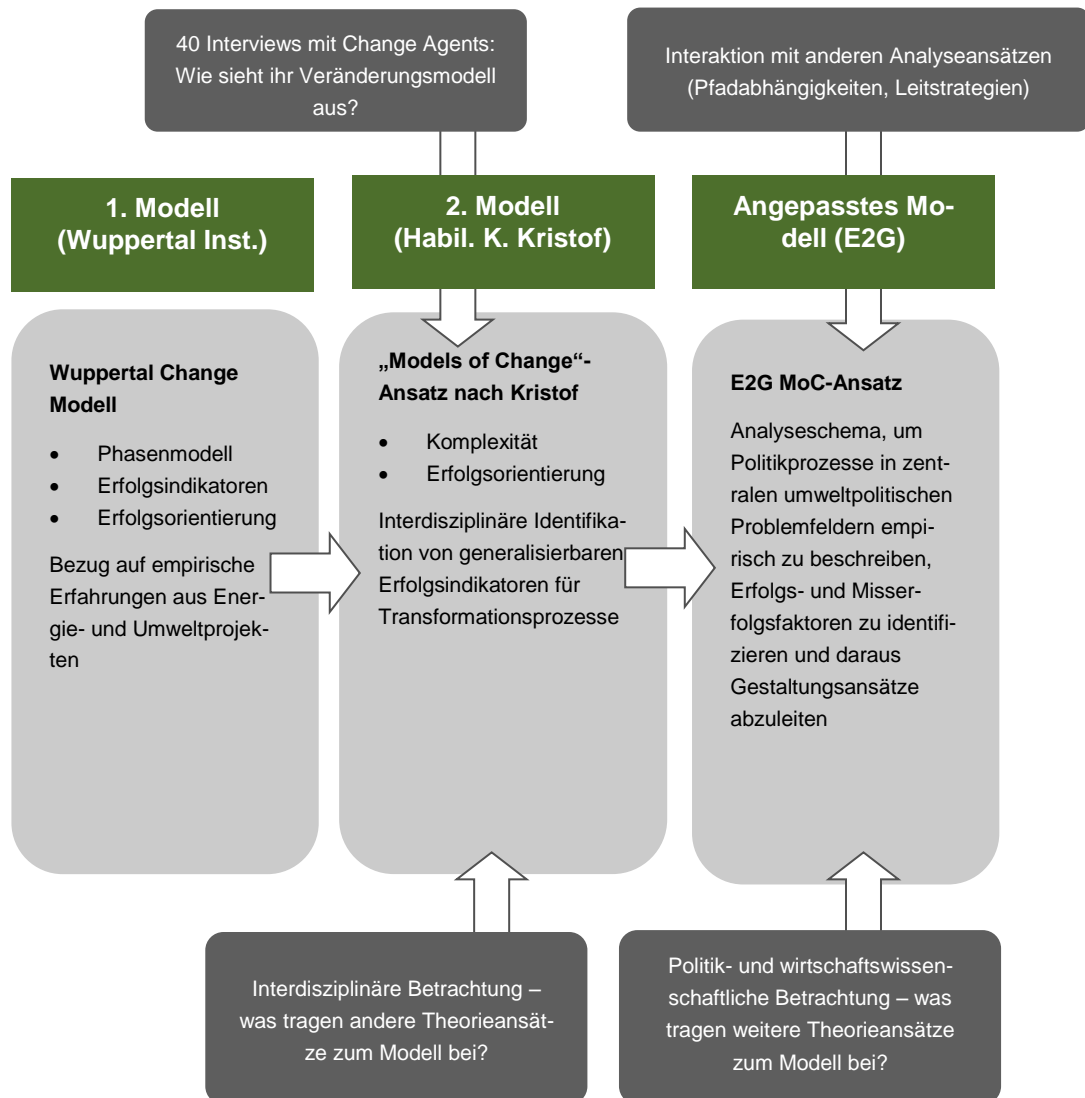 40 Interviews mit Change Agents:
Wie sieht ihr Veränderungsmodell
aus?
Interaktion mit anderen Analyseansätzen
(Pfadabhängigkeiten, Leitstrategien)
1. Modell
(Wuppertal Inst.)
2. Modell
(Habil. K. Kristof)
Angepasstes Mo-
dell (E2G)
Wuppertal Change
Modell
• Phasenmodell
• Erfolgsindikatoren
• Erfolgsorientierung
Bezug auf empirische
Erfahrungen aus Ener-
gie- und Umweltprojek-
ten
„Models of Change“-
Ansatz nach Kristof
• Komplexität
• Erfolgsorientierung
Interdisziplinäre Identifika-
tion von generalisierbaren
Erfolgsindikatoren für
Transformationsprozesse
E2G MoC-Ansatz
Analyseschema, um
Politikprozesse in zent-
ralen umweltpolitischen
Problemfeldern empi-
risch zu beschreiben,
Erfolgs- und Misser-
folgsfaktoren zu identifi-
zieren und daraus
Gestaltungsansätze
abzuleiten
Interdisziplinäre Betrachtung –
was tragen andere Theorieansät-
ze zum Modell bei?
Politik- und wirtschaftswissen-
schaftliche Betrachtung – was
tragen weitere Theorieansätze
zum Modell bei?